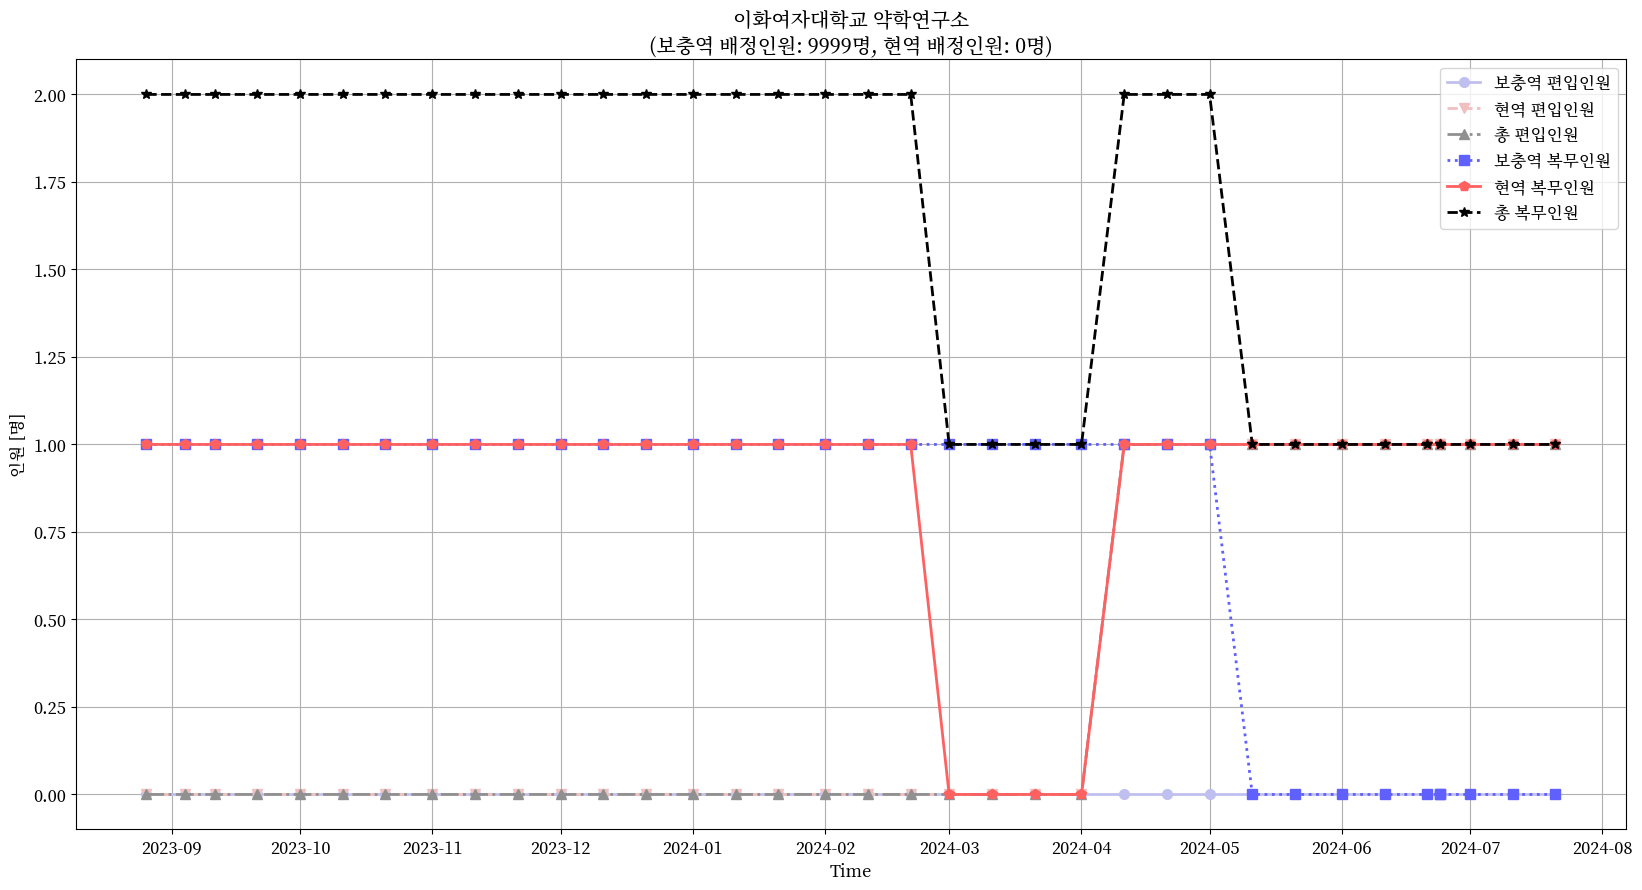 이화여자대학교 약학연구소
(보충역 배정인원: 9999명, 현역 배정인원: 0명)
보충역 편입인원
현역 편입인원
총 편입인원
보충역 복무인원
현역 복무인원
총 복무인원
인원 [명]
2.00
1.75
1.50
1.25
1.00
0.75
0.50
0.25
0.00
2023-09 2023-10 2023-11 2023-12 2024-01 2024-02 2024-03 2024-04 2024-05 2024-06 2024-07 2024-08
Time